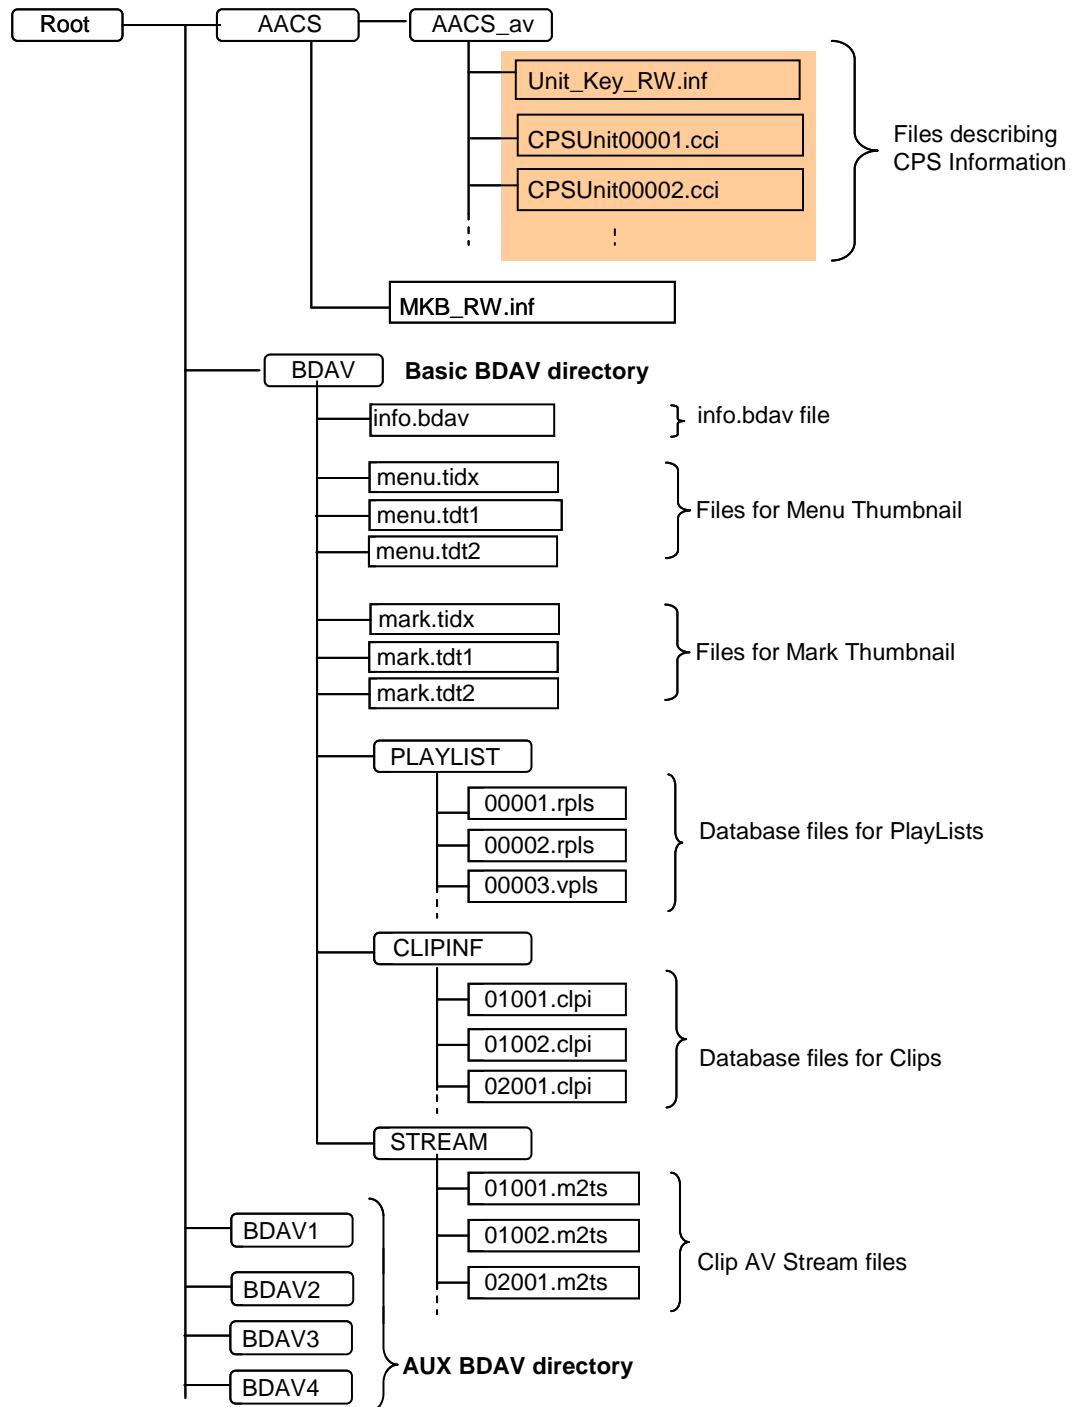 Root
AACS
AACS_av
Unit_Key_RW.inf
CPSUnit00001.cci
CPSUnit00002.cci
Files describing
CPS Information
MKB_RW.inf
BDAV
Basic BDAV directory
info.bdav
info.bdav file
menu.tidx
menu.tdt1
menu.tdt2
Files for Menu Thumbnail
mark.tidx
mark.tdt1
mark.tdt2
Files for Mark Thumbnail
PLAYLIST
00001.rpls
00002.rpls
00003.vpls
Database files for PlayLists
CLIPINF
01001.clpi
01002.clpi
02001.clpi
Database files for Clips
STREAM
01001.m2ts
01002.m2ts
02001.m2ts
Clip AV Stream files
BDAV1
BDAV2
BDAV3
BDAV4
AUX BDAV directory